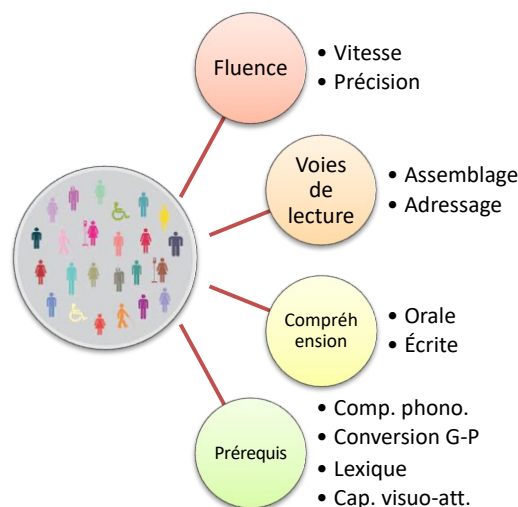 Fluence
• Vitesse
• Précision
Voies
de
lecture
• Assemblage
• Adressage
Compréh
ension
• Orale
• Écrite
Prérequis
• Comp. phono.
• Conversion G-P
• Lexique
• Cap. visuo-att.